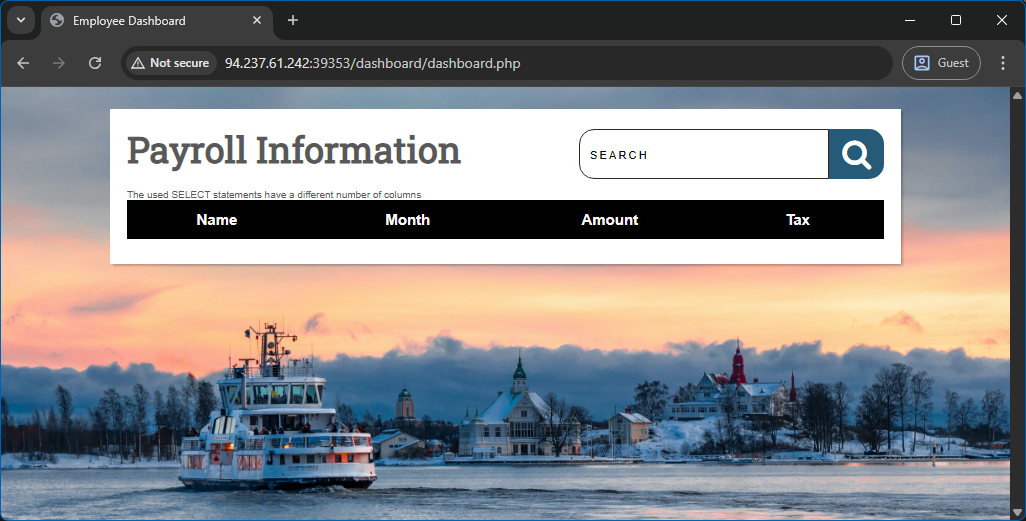 Employee Dashboard
Not secure
94.237.61.242:39353/dashboard/dashboard.php
Guest
Payroll Information
SEARCH
The used SELECT statements have a different number of columns
Name Month Amount Tax